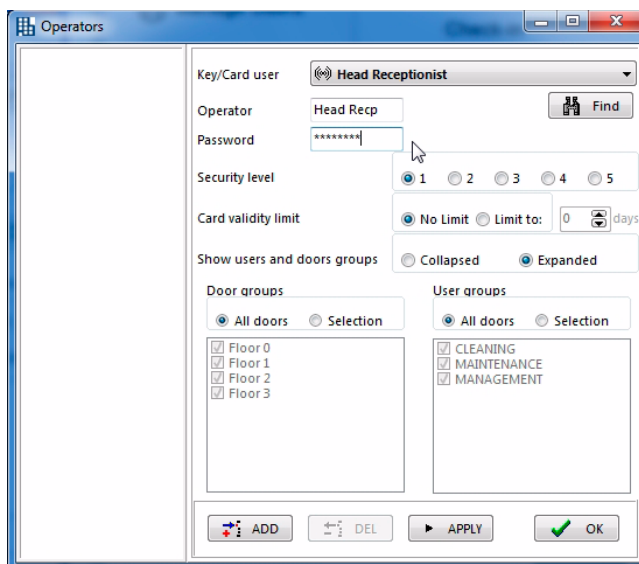 Operators
Key/Card user Head Receptionist
Operator Head Recp Find
Password ********
Security level 1 2 3 4 5
Card validity limit No Limit Limit to: 0 days
Show users and doors groups Collapsed Expanded
Door groups User groups
All doors Selection All doors Selection
Floor 0 CLEANING
Floor 1 MAINTENANCE
Floor 2 MANAGEMENT
Floor 3
ADD DEL APPLY OK